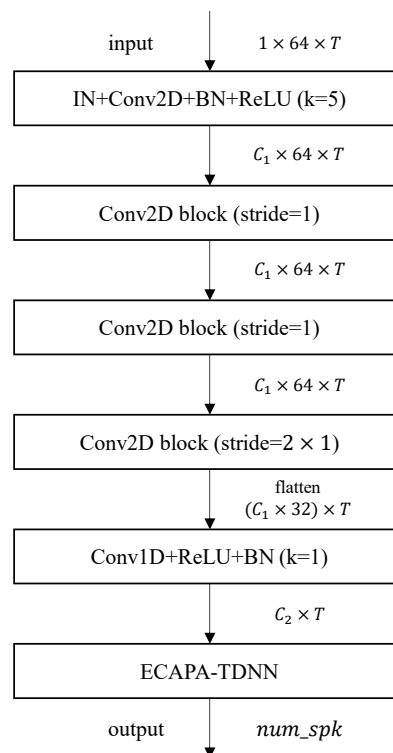 input 1 × 64 × T
IN+Conv2D+BN+ReLU (k=5)
C₁ × 64 × T
Conv2D block (stride=1)
C₁ × 64 × T
Conv2D block (stride=1)
C₁ × 64 × T
Conv2D block (stride=2 × 1)
flatten
(C₁ × 32) × T
Conv1D+ReLU+BN (k=1)
C₂ × T
ECAPA-TDNN
output num_spk